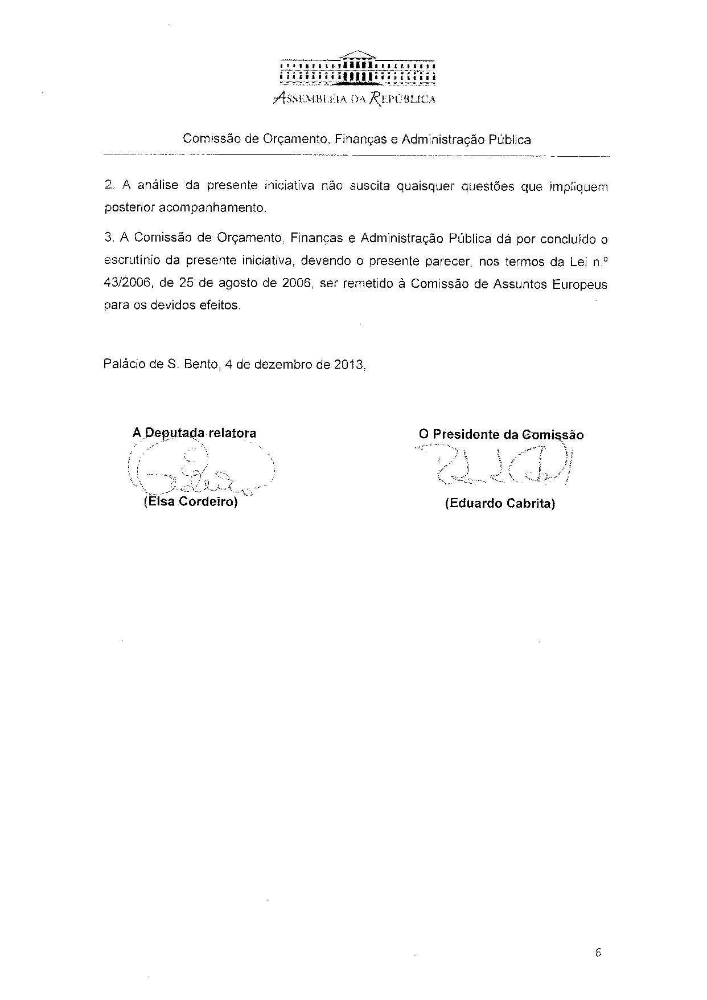 ASSEMBLEIA DA REPÚBLICA
Comissão de Orçamento, Finanças e Administração Pública
2. A análise da presente iniciativa não suscita quaisquer questões que impliquem
posterior acompanhamento.
3. A Comissão de Orçamento, Finanças e Administração Pública dá por concluído o
escrutínio da presente iniciativa, devendo o presente parecer, nos termos da Lei n.º
43/2006, de 25 de agosto de 2006, ser remetido à Comissão de Assuntos Europeus
para os devidos efeitos.
Palácio de S. Bento, 4 de dezembro de 2013,
A Deputada relatora
O Presidente da Comissão
(Elsa Cordeiro)
(Eduardo Cabrita)
6